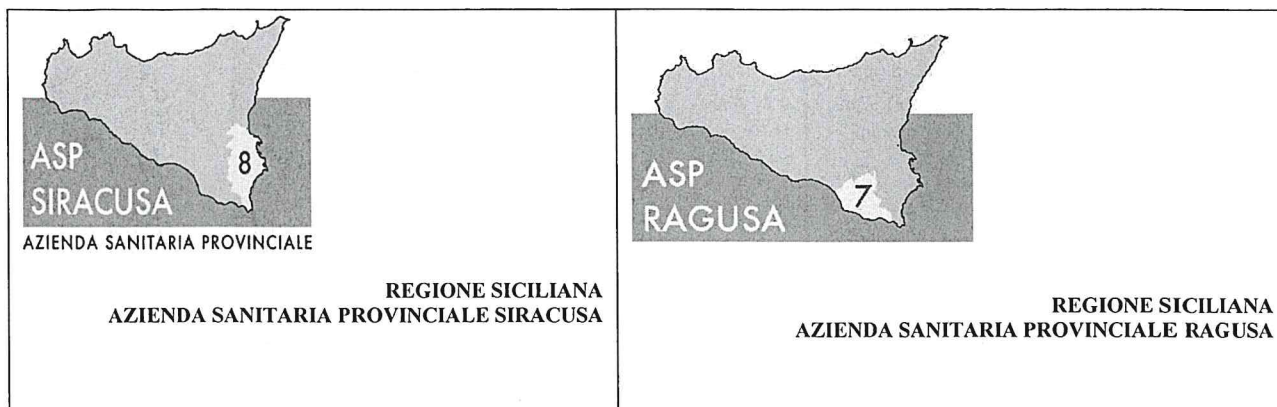 8
ASP
SIRACUSA
AZIENDA SANITARIA PROVINCIALE
REGIONE SICILIANA
AZIENDA SANITARIA PROVINCIALE SIRACUSA
7
ASP
RAGUSA
REGIONE SICILIANA
AZIENDA SANITARIA PROVINCIALE RAGUSA